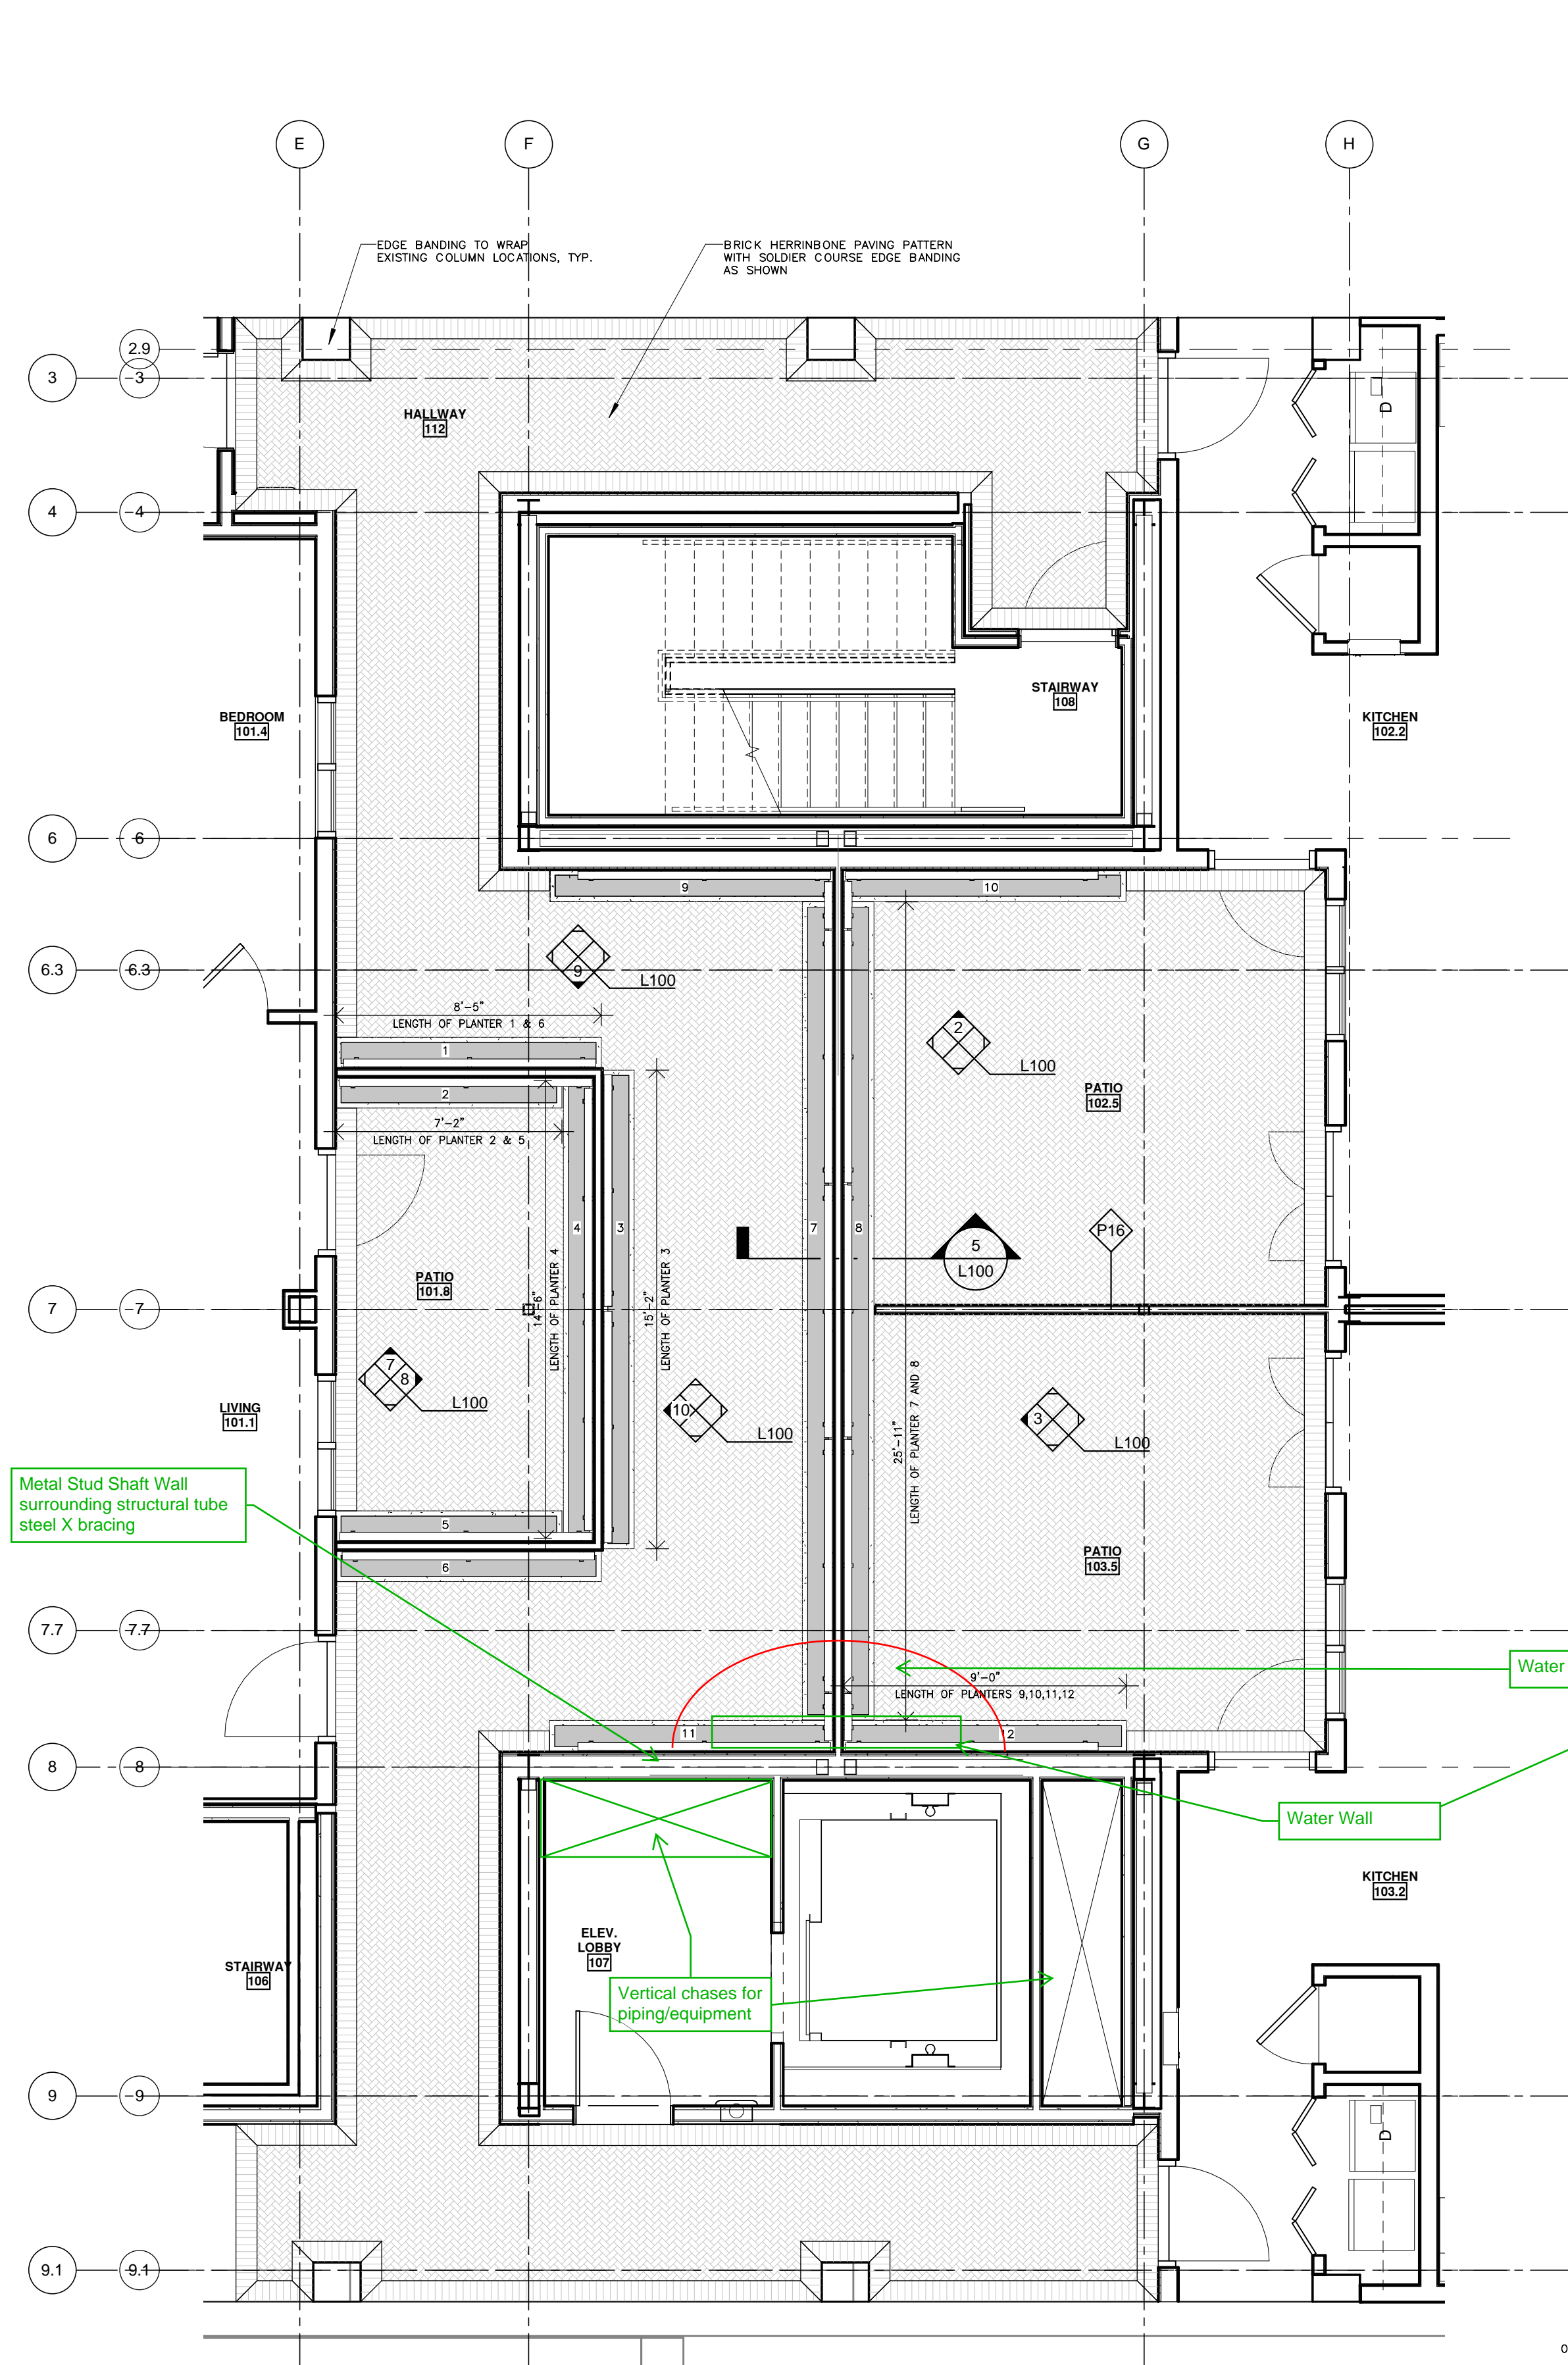 E
F
G
H
EDGE BANDING TO WRAP
EXISTING COLUMN LOCATIONS, TYP.
BRICK HERRINBONE PAVING PATTERN
WITH SOLDIER COURSE EDGE BANDING
AS SHOWN
2.9
3
3
HALLWAY
112
D
4
4
STAIRWAY
108
BEDROOM
101.4
KITCHEN
102.2
6
6
9
10
6.3
6.3
9
L100
8'-5"
LENGTH OF PLANTER 1 & 6
2
L100
1
2
PATIO
102.5
7'-2"
LENGTH OF PLANTER 2 & 5
4
3
7
8
5
L100
P16
PATIO
101.8
14'-6"
LENGTH OF PLANTER 4
15'-2"
LENGTH OF PLANTER 3
7
7
7
8
L100
10
L100
3
L100
25'-11"
LENGTH OF PLANTER 7 AND 8
LIVING
101.1
Metal Stud Shaft Wall
surrounding structural tube
steel X bracing
5
6
PATIO
103.5
7.7
7.7
Water
9'-0"
LENGTH OF PLANTERS 9,10,11,12
11
12
8
8
Water Wall
KITCHEN
103.2
ELEV.
LOBBY
107
STAIRWAY
106
Vertical chases for
piping/equipment
9
9
D
9.1
9.1
0